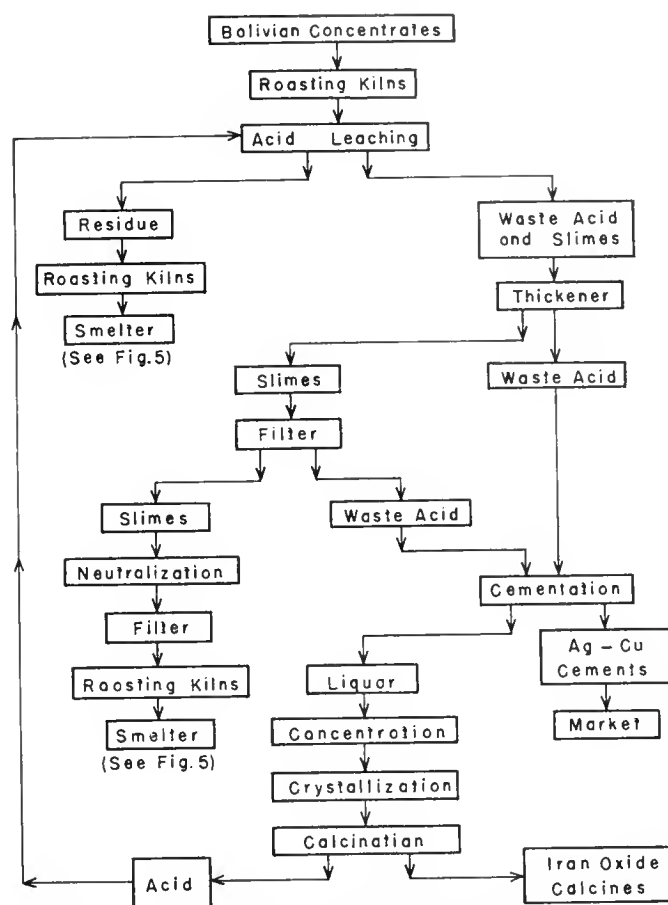 Bolivian Concentrates
Roasting Kilns
Acid Leaching
Residue
Waste Acid
and Slimes
Roasting Kilns
Thickener
Smelter
(See Fig.5)
Slimes
Waste Acid
Filter
Slimes
Waste Acid
Neutralization
Cementation
Filter
Ag-Cu
Cements
Roasting Kilns
Liquor
Market
Smelter
(See Fig.5)
Concentration
Crystallization
Calcination
Acid
Iron Oxide
Calcines